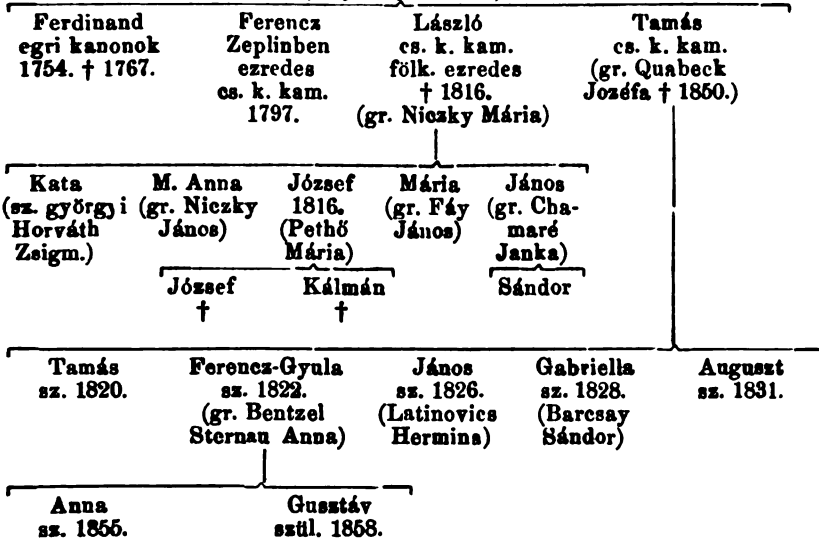 Ferdinand
egri kanonok
1754. † 1767.
Ferencz
Zeplinben
ezredes
cs. k. kam.
1797.
László
cs. k. kam.
fölk. ezredes
† 1816.
(gr. Niczky Mária)
Tamás
cs. k. kam.
(gr. Quabeck
Jozéfa † 1850.)
Kata
(sz. györgyi
Horváth
Zsigm.)
M. Anna
(gr. Niczky
János)
József
1816.
(Pethő
Mária)
Mária
(gr. Fáy
János)
János
(gr. Cha-
maré
Janka)
József
†
Kálmán
†
Sándor
Tamás
sz. 1820.
Ferencz-Gyula
sz. 1822.
(gr. Bentzel
Sternau Anna)
János
sz. 1826.
(Latinovics
Hermina)
Gabriella
sz. 1828.
(Barcsay
Sándor)
Auguszt
sz. 1831.
Anna
sz. 1855.
Gusztáv
szül. 1858.